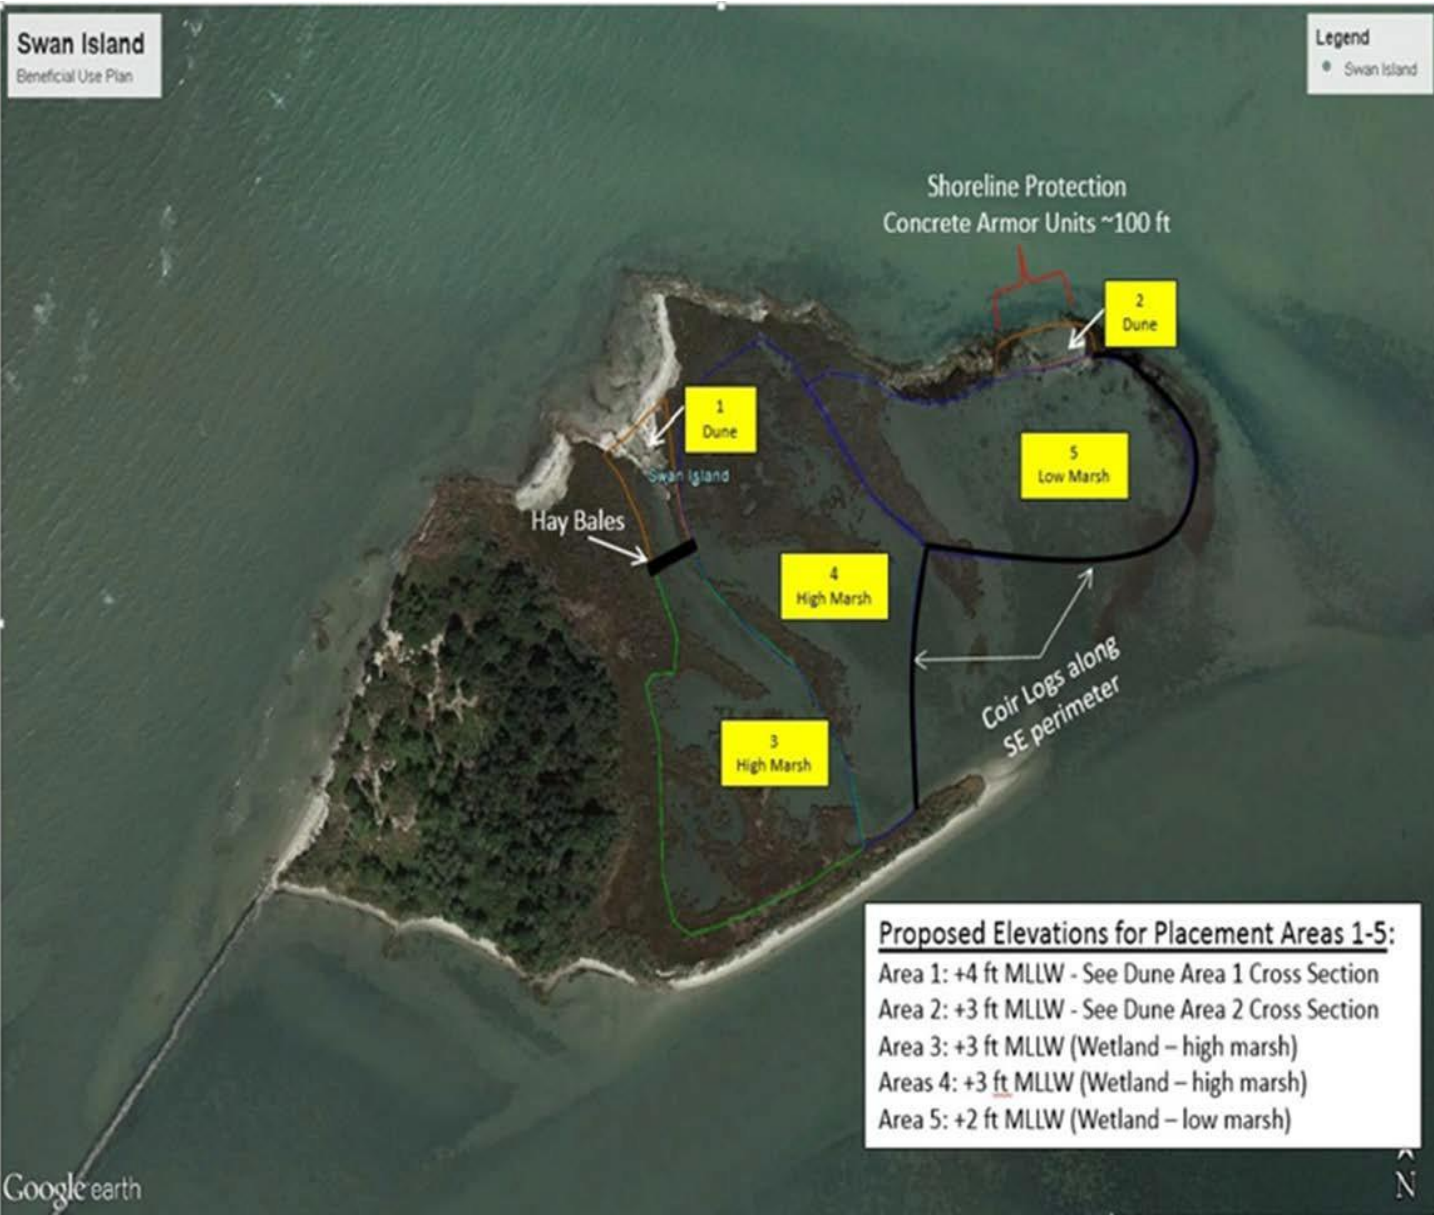 Swan Island
Beneficial Use Plan
Legend
Swan Island
Shoreline Protection
Concrete Armor Units ~100 ft
2
Dune
1
Dune
Swan Island
5
Low Marsh
Hay Bales
4
High Marsh
Coir Logs along
SE perimeter
3
High Marsh
Proposed Elevations for Placement Areas 1-5:
Area 1: +4 ft MLLW - See Dune Area 1 Cross Section
Area 2: +3 ft MLLW - See Dune Area 2 Cross Section
Area 3: +3 ft MLLW (Wetland – high marsh)
Areas 4: +3 ft MLLW (Wetland – high marsh)
Area 5: +2 ft MLLW (Wetland – low marsh)
Google earth
N